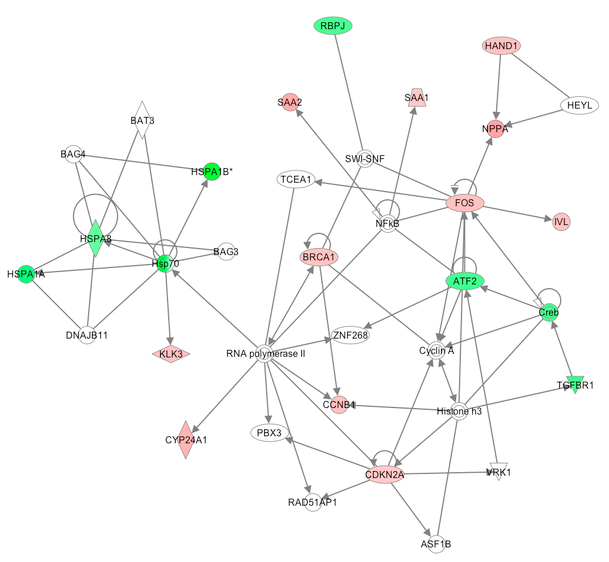 RBPJ
HAND1
SAA2
SAA1
HEYL
NPPA
BAT3
BAG4
HSPA1B*
SWI-SNF
TCEA1
FOS
NFkB
IVL
HSPA8
BAG3
Hsp70
BRCA1
HSPA1A
ATF2
Creb
DNAJB11
ZNF268
KLK3
RNA polymerase II
Cyclin A
TGFBR1
CCNB1
Histone h3
PBX3
CYP24A1
CDKN2A
VRK1
RAD51AP1
ASF1B